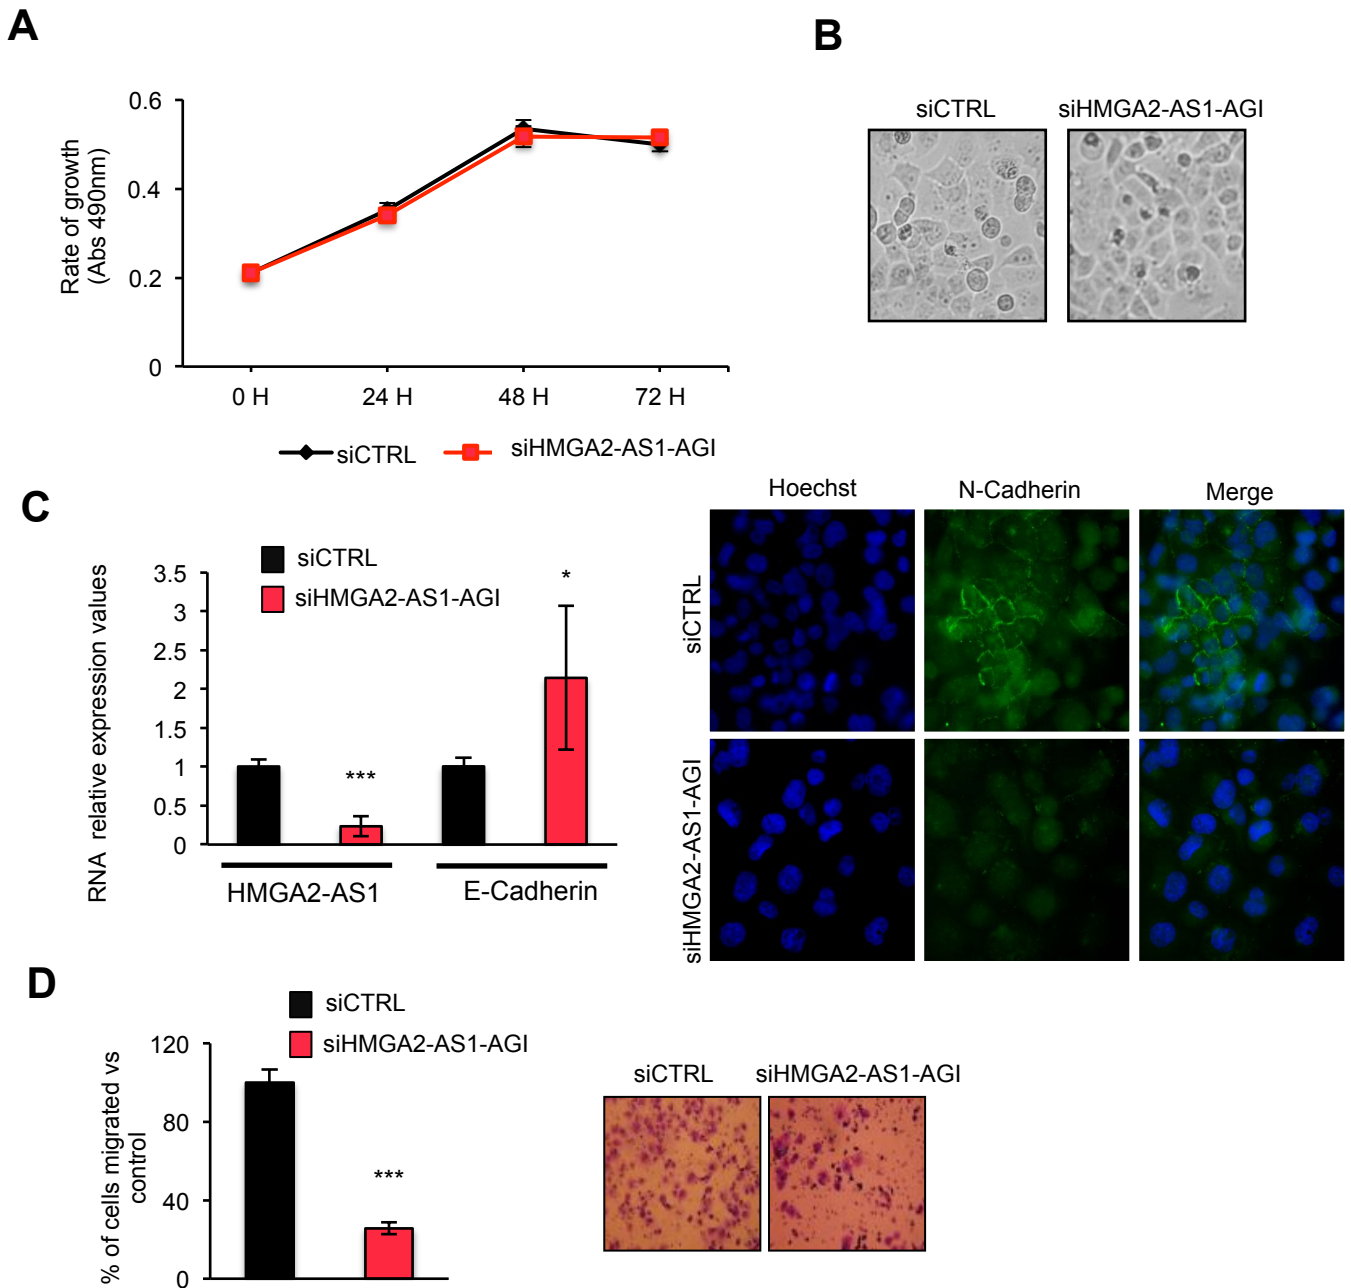 A
B
siCTRL
siHMGA2-AS1-AGI
Rate of growth
(Abs 490nm)
0.6
0.4
0.2
0
0 H
24 H
48 H
72 H
siCTRL
siHMGA2-AS1-AGI
C
siCTRL
siHMGA2-AS1-AGI
RNA relative expression values
3.5
3
2.5
2
1.5
1
0.5
0
***
*
HMGA2-AS1
E-Cadherin
Hoechst
N-Cadherin
Merge
siCTRL
siHMGA2-AS1-AGI
D
siCTRL
siHMGA2-AS1-AGI
% of cells migrated vs
control
120
80
40
0
***
siCTRL
siHMGA2-AS1-AGI